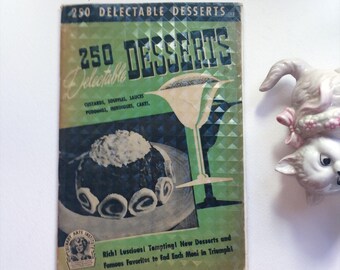 250 DELECTABLE DESSERTS
250
Delectable
DESSERTS
CUSTARDS, SOUFFLES, SAUCES
PUDDINGS, MERINGUES, CAKES
Rich! Luscious! Tempting! New Desserts and
Famous Favorites to End Each Meal in Triumph!